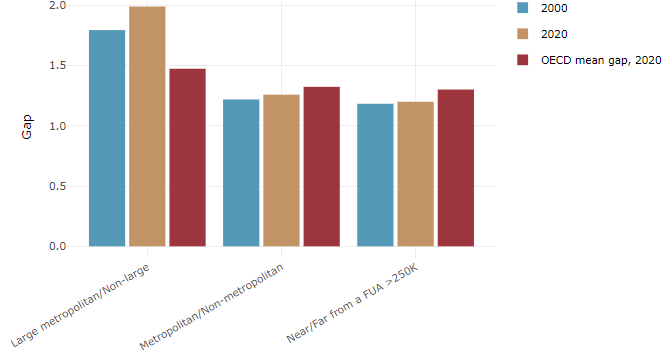 2.0
1.5
1.0
0.5
0.0
Gap
Large metropolitan/Non-large
Metropolitan/Non-metropolitan
Near/Far from a FUA >250K
2000
2020
OECD mean gap, 2020